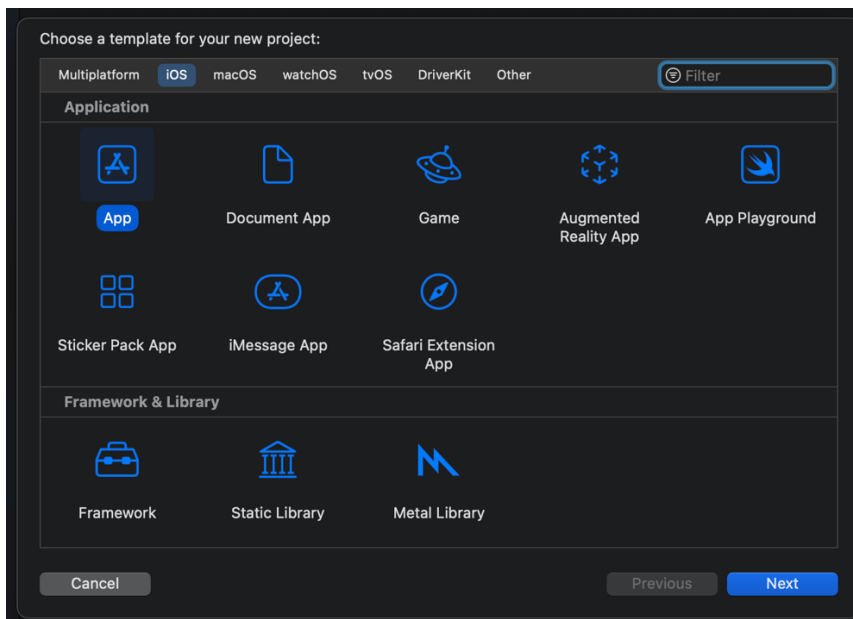 Choose a template for your new project:
Multiplatform iOS macOS watchOS tvOS DriverKit Other Filter
Application
App Document App Game Augmented Reality App App Playground
Sticker Pack App iMessage App Safari Extension App
Framework & Library
Framework Static Library Metal Library
Cancel Previous Next